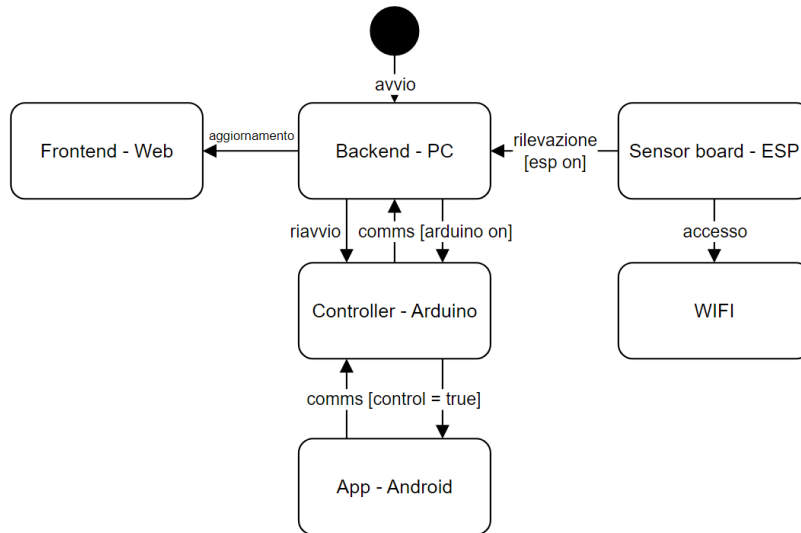 avvio
Frontend - Web
aggiornamento
Backend - PC
rilevazione
[esp on]
Sensor board - ESP
riavvio
comms [arduino on]
accesso
Controller - Arduino
WIFI
comms [control = true]
App - Android